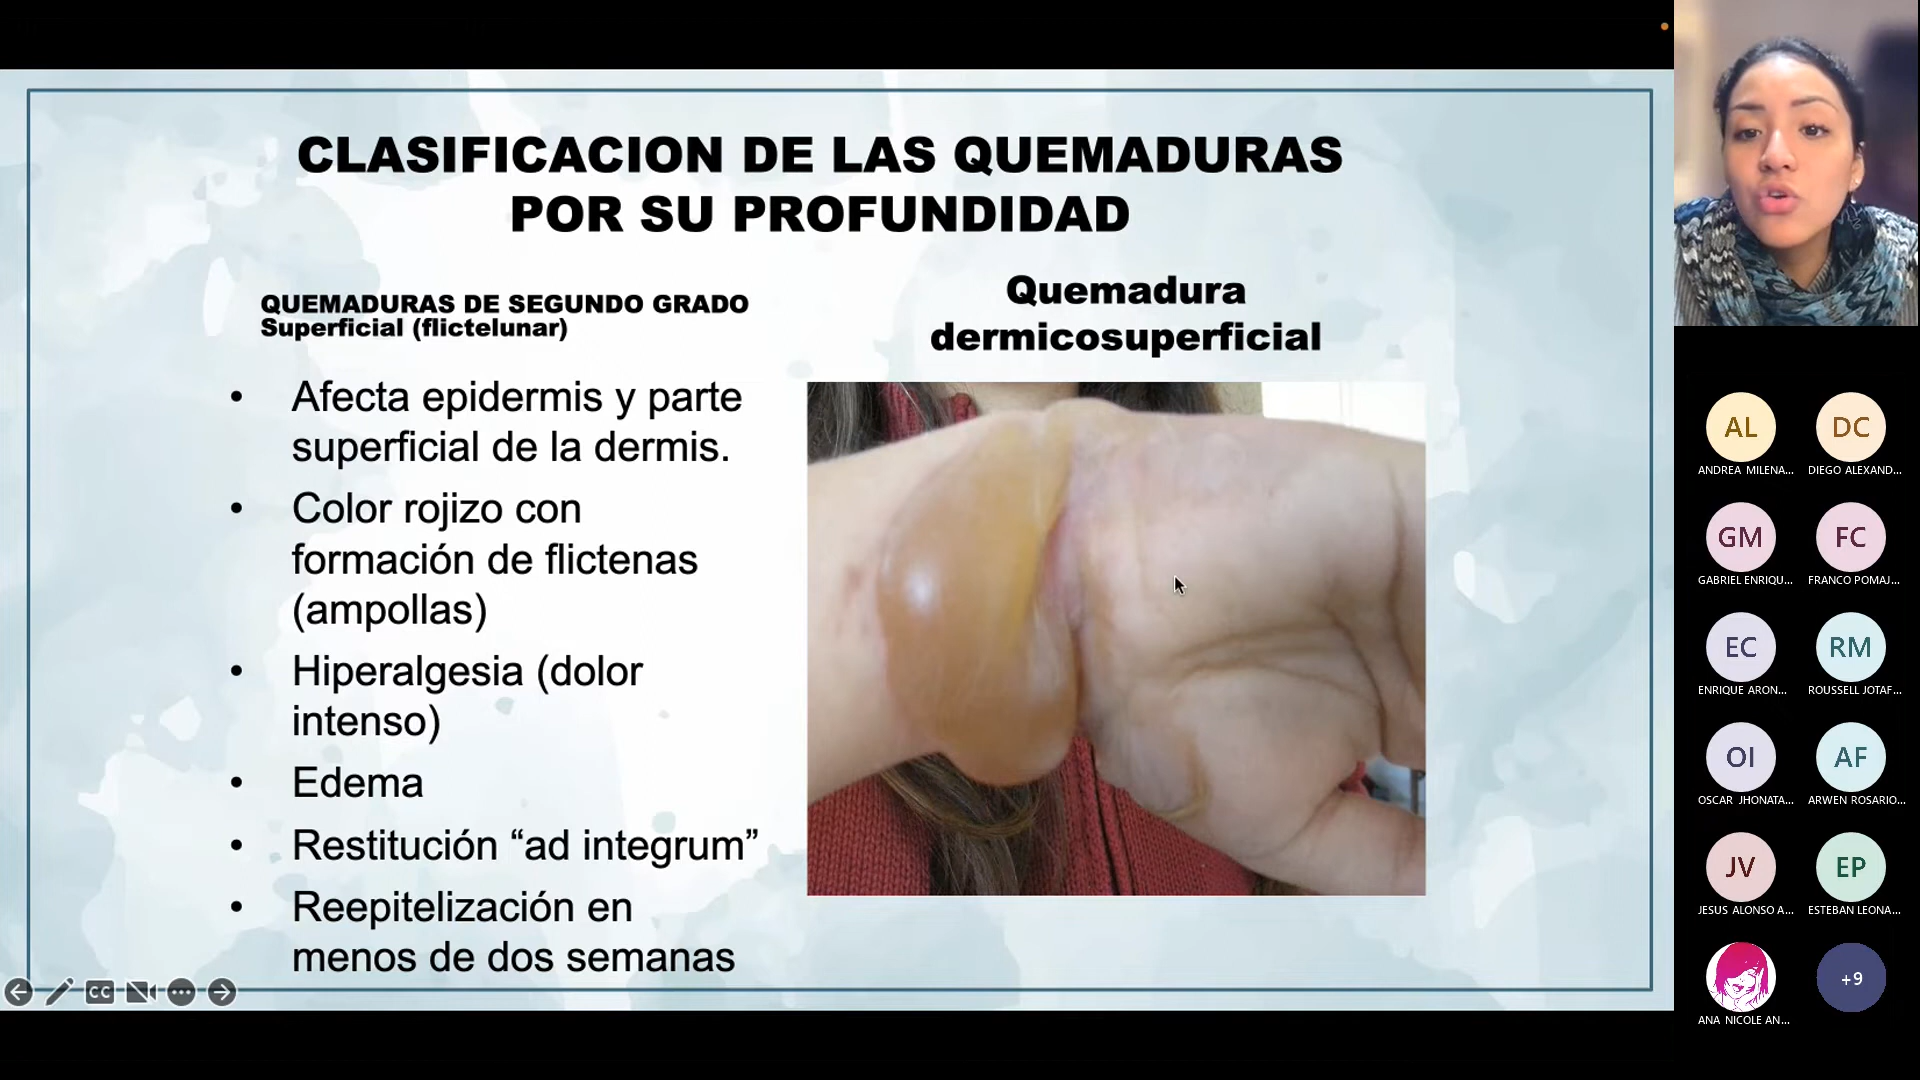 CLASIFICACION DE LAS QUEMADURAS
POR SU PROFUNDIDAD
QUEMADURAS DE SEGUNDO GRADO
Superficial (flictelunar)
• Afecta epidermis y parte
superficial de la dermis.
• Color rojizo con
formación de flictenas
(ampollas)
• Hiperalgesia (dolor
intenso)
• Edema
• Restitución “ad integrum”
• Reepitelización en
menos de dos semanas
Quemadura
dermicosuperficial
CC
AL
ANDREA MILENA...
DC
DIEGO ALEXAND...
GM
GABRIEL ENRIQU...
FC
FRANCO POMAJ...
EC
ENRIQUE ARON...
RM
ROUSSELL JOTAF...
OI
OSCAR JHONATA...
AF
ARWEN ROSARIO...
JV
JESUS ALONSO A...
EP
ESTEBAN LEONA...
ANA NICOLE AN...
+9